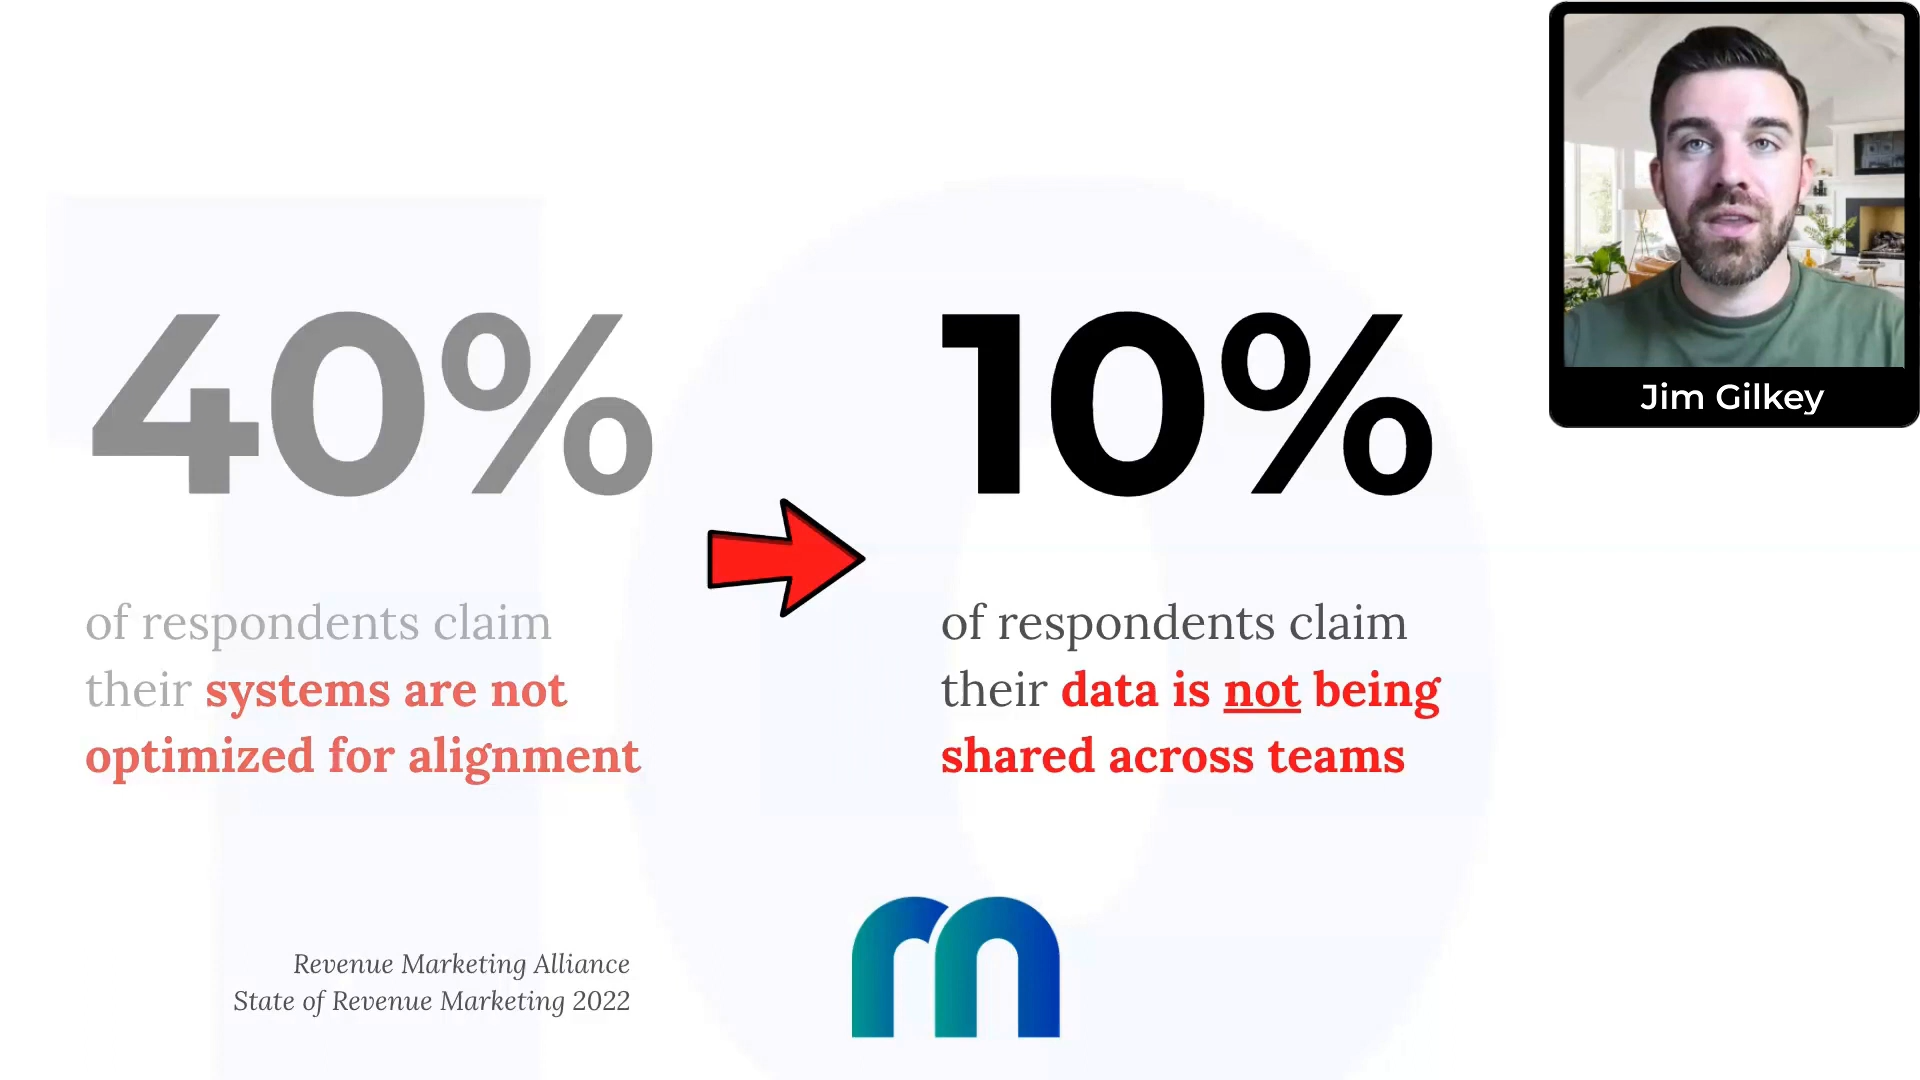 40%
of respondents claim
their systems are not
optimized for alignment
10%
of respondents claim
their data is not being
shared across teams
Jim Gilkey
Revenue Marketing Alliance
State of Revenue Marketing 2022